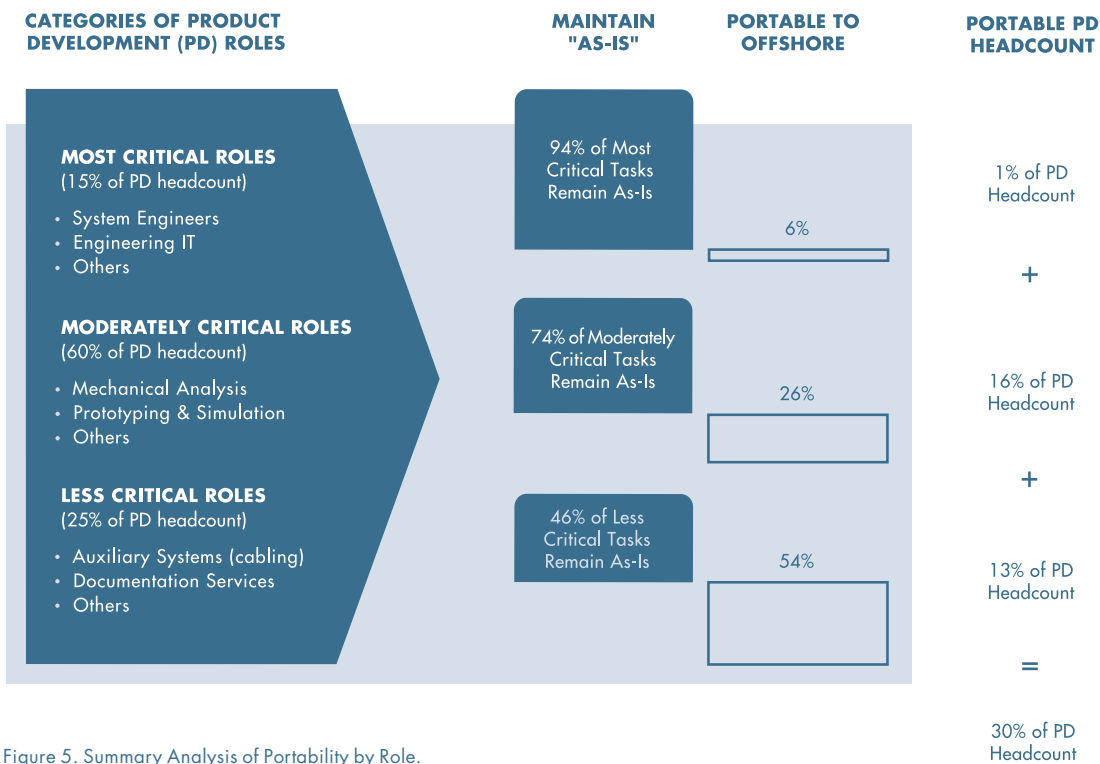 CATEGORIES OF PRODUCT
DEVELOPMENT (PD) ROLES
MAINTAIN
"AS-IS"
PORTABLE TO
OFFSHORE
PORTABLE PD
HEADCOUNT
MOST CRITICAL ROLES
(15% of PD headcount)
• System Engineers
• Engineering IT
• Others
94% of Most
Critical Tasks
Remain As-Is
6%
1% of PD
Headcount
+
MODERATELY CRITICAL ROLES
(60% of PD headcount)
• Mechanical Analysis
• Prototyping & Simulation
• Others
74% of Moderately
Critical Tasks
Remain As-Is
26%
16% of PD
Headcount
+
LESS CRITICAL ROLES
(25% of PD headcount)
• Auxiliary Systems (cabling)
• Documentation Services
• Others
46% of Less
Critical Tasks
Remain As-Is
54%
13% of PD
Headcount
=
30% of PD
Headcount
Figure 5. Summary Analysis of Portability by Role.